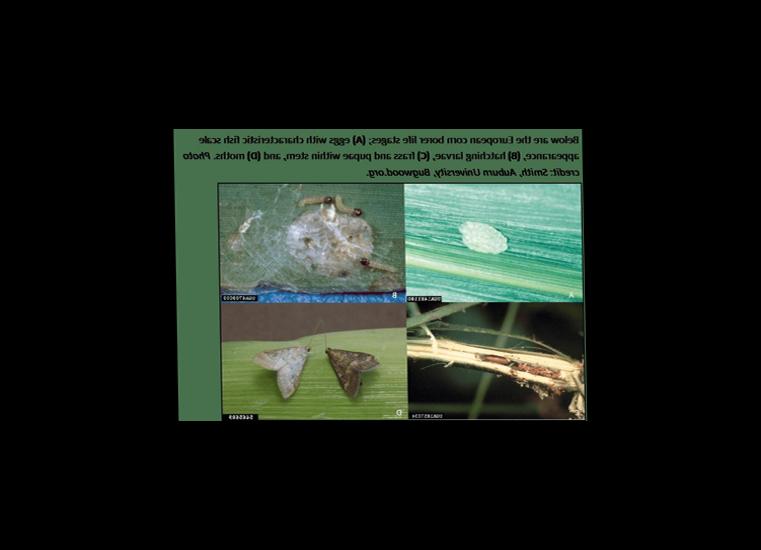 Below are the European corn borer life stages; (A) eggs with characteristic fish scale
appearance, (B) hatching larvae, (C) frass and pupae within stem, and (D) moths. Photo
credit: Smith, Auburn University, Bugwood.org.
A
B
D